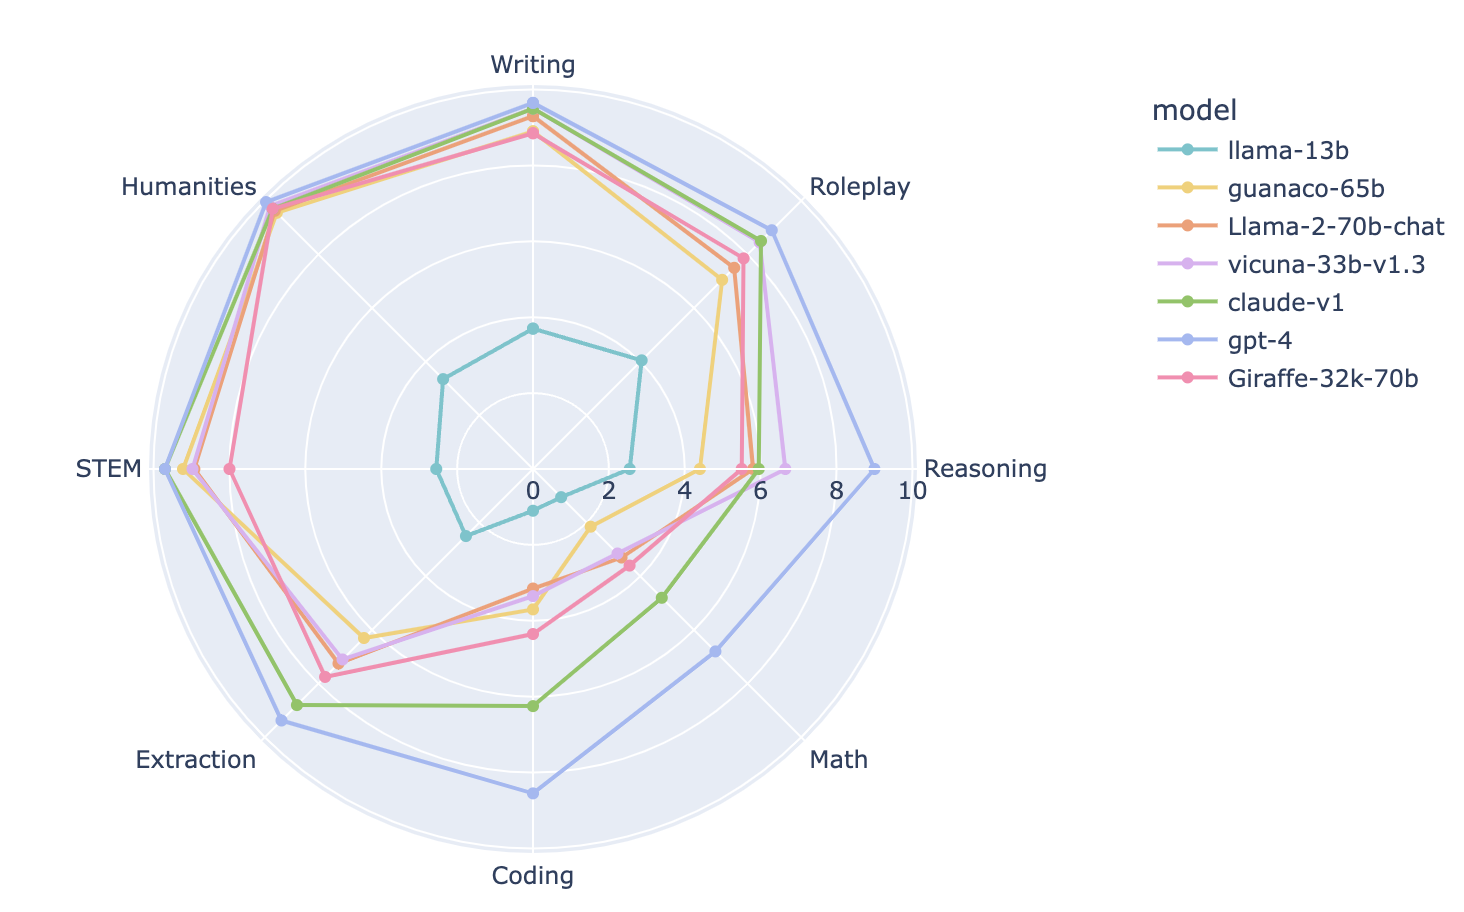 Writing
Humanities
Roleplay
STEM
Reasoning
0 2 4 6 8 10
Extraction
Math
Coding
model
llama-13b
guanaco-65b
Llama-2-70b-chat
vicuna-33b-v1.3
claude-v1
gpt-4
Giraffe-32k-70b